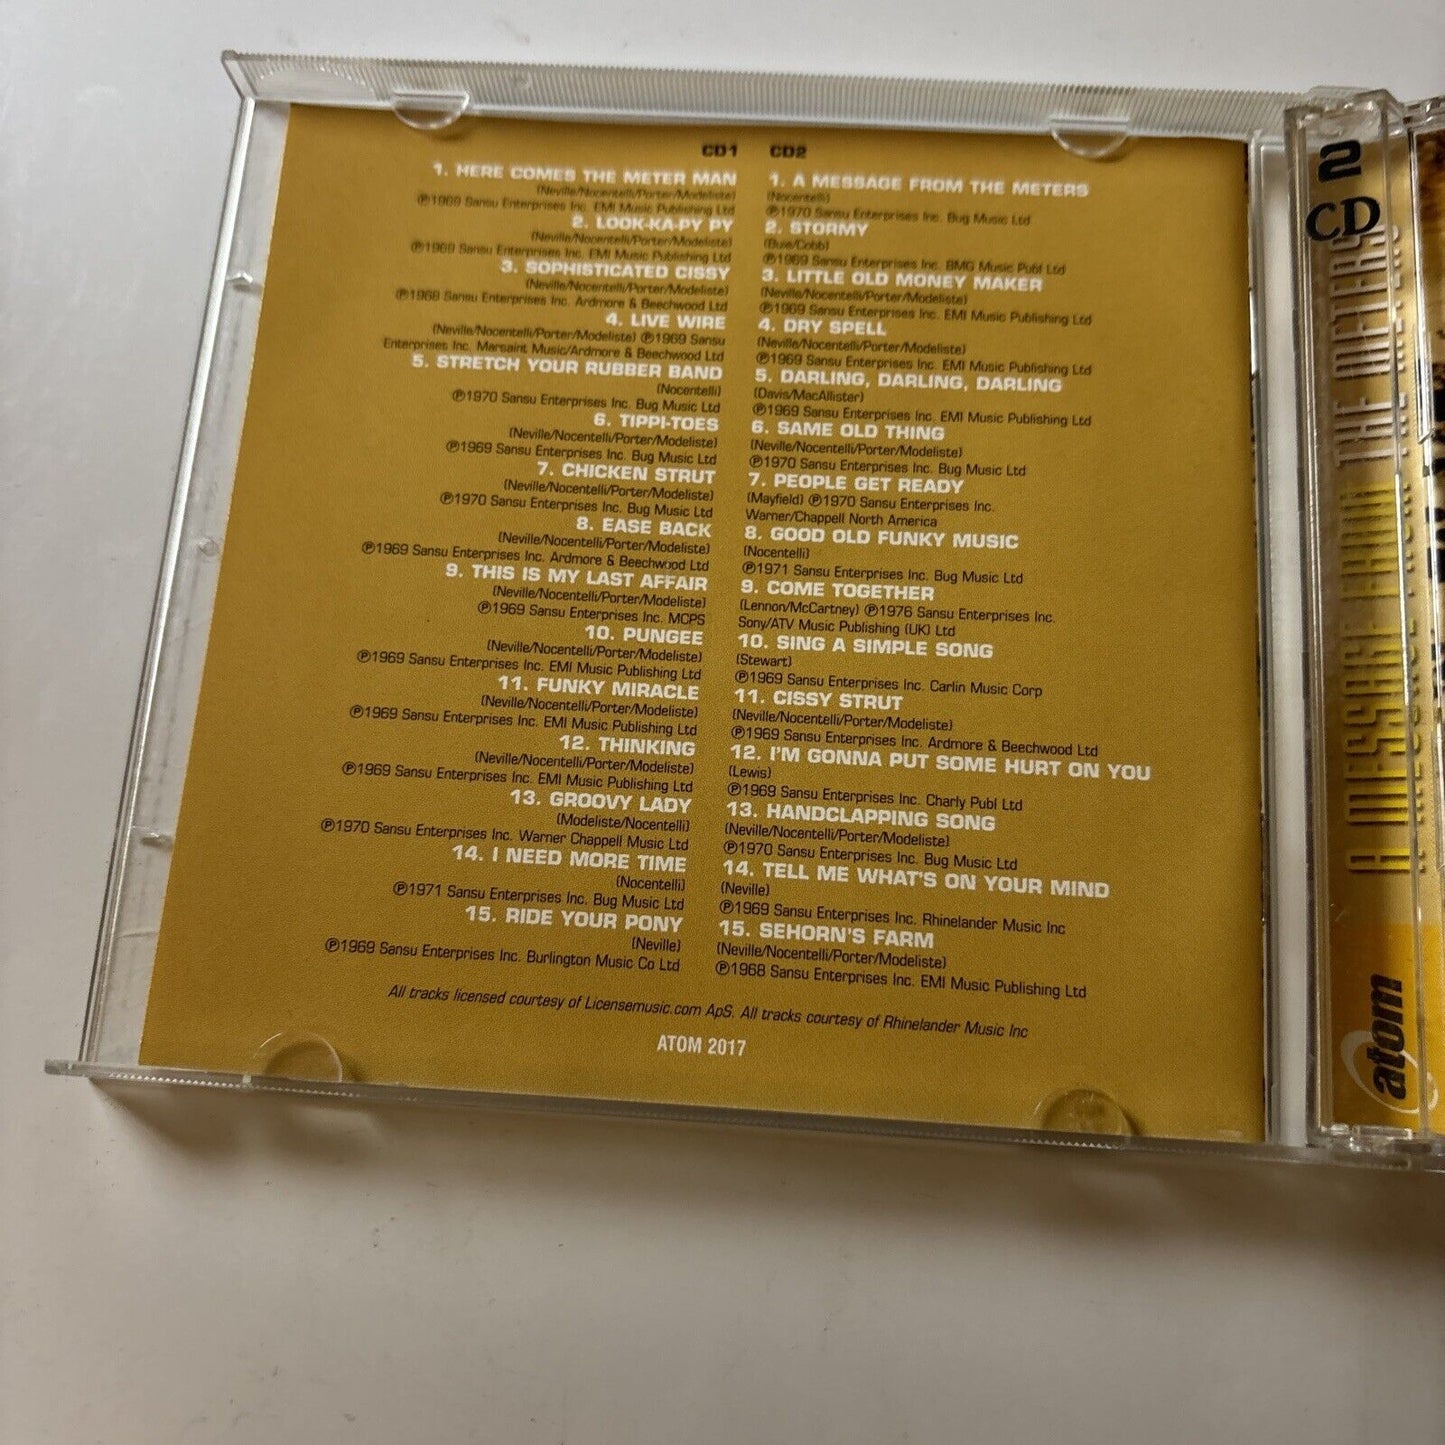 CD1
1. HERE COMES THE METER MAN
(Neville/Nocentelli/Porter/Modeliste)
℗1969 Sansu Enterprises Inc. EMI Music Publishing Ltd
2. LOOK-KA-PY PY
(Neville/Nocentelli/Porter/Modeliste)
℗1969 Sansu Enterprises Inc. EMI Music Publishing Ltd
3. SOPHISTICATED CISSY
(Neville/Nocentelli/Porter/Modeliste)
℗1968 Sansu Enterprises Inc. Ardmore & Beechwood Ltd
4. LIVE WIRE
(Neville/Nocentelli/Porter/Modeliste) ℗1969 Sansu
Enterprises Inc. Marsaint Music/Ardmore & Beechwood Ltd
5. STRETCH YOUR RUBBER BAND
(Nocentelli)
℗1970 Sansu Enterprises Inc. Bug Music Ltd
6. TIPPI-TOES
(Neville/Nocentelli/Porter/Modeliste)
℗1969 Sansu Enterprises Inc. Bug Music Ltd
7. CHICKEN STRUT
(Neville/Nocentelli/Porter/Modeliste)
℗1970 Sansu Enterprises Inc. Bug Music Ltd
8. EASE BACK
(Neville/Nocentelli/Porter/Modeliste)
℗1969 Sansu Enterprises Inc. Ardmore & Beechwood Ltd
9. THIS IS MY LAST AFFAIR
(Neville/Nocentelli/Porter/Modeliste)
℗1969 Sansu Enterprises Inc. MCPS
10. PUNGEE
(Neville/Nocentelli/Porter/Modeliste)
℗1969 Sansu Enterprises Inc. EMI Music Publishing Ltd
11. FUNKY MIRACLE
(Neville/Nocentelli/Porter/Modeliste)
℗1969 Sansu Enterprises Inc. EMI Music Publishing Ltd
12. THINKING
(Neville/Nocentelli/Porter/Modeliste)
℗1969 Sansu Enterprises Inc. EMI Music Publishing Ltd
13. GROOVY LADY
(Modeliste/Nocentelli)
℗1970 Sansu Enterprises Inc. Warner Chappell Music Ltd
14. I NEED MORE TIME
(Nocentelli)
℗1971 Sansu Enterprises Inc. Bug Music Ltd
15. RIDE YOUR PONY
(Neville)
℗1969 Sansu Enterprises Inc. Burlington Music Co Ltd
CD2
1. A MESSAGE FROM THE METERS
(Nocentelli)
℗1970 Sansu Enterprises Inc. Bug Music Ltd
2. STORMY
(Buie/Cobb)
℗1969 Sansu Enterprises Inc. BMG Music Publ Ltd
3. LITTLE OLD MONEY MAKER
(Neville/Nocentelli/Porter/Modeliste)
℗1969 Sansu Enterprises Inc. EMI Music Publishing Ltd
4. DRY SPELL
(Neville/Nocentelli/Porter/Modeliste)
℗1969 Sansu Enterprises Inc. EMI Music Publishing Ltd
5. DARLING, DARLING, DARLING
(Davis/MacAllister)
℗1969 Sansu Enterprises Inc. EMI Music Publishing Ltd
6. SAME OLD THING
(Neville/Nocentelli/Porter/Modeliste)
℗1970 Sansu Enterprises Inc. Bug Music Ltd
7. PEOPLE GET READY
(Mayfield) ℗1970 Sansu Enterprises Inc.
Warner/Chappell North America
8. GOOD OLD FUNKY MUSIC
(Nocentelli)
℗1971 Sansu Enterprises Inc. Bug Music Ltd
9. COME TOGETHER
(Lennon/McCartney) ℗1976 Sansu Enterprises Inc.
Sony/ATV Music Publishing (UK) Ltd
10. SING A SIMPLE SONG
(Stewart)
℗1969 Sansu Enterprises Inc. Carlin Music Corp
11. CISSY STRUT
(Neville/Nocentelli/Porter/Modeliste)
℗1969 Sansu Enterprises Inc. Ardmore & Beechwood Ltd
12. I'M GONNA PUT SOME HURT ON YOU
(Lewis)
℗1969 Sansu Enterprises Inc. Charly Publ Ltd
13. HANDCLAPPING SONG
(Neville/Nocentelli/Porter/Modeliste)
℗1970 Sansu Enterprises Inc. Bug Music Ltd
14. TELL ME WHAT'S ON YOUR MIND
(Neville)
℗1969 Sansu Enterprises Inc. Rhinelander Music Inc
15. SEHORN'S FARM
(Neville/Nocentelli/Porter/Modeliste)
℗1968 Sansu Enterprises Inc. EMI Music Publishing Ltd
All tracks licensed courtesy of Licensemusic.com ApS. All tracks courtesy of Rhinelander Music Inc
ATOM 2017
2
CD
A MESSAGE FROM THE METERS
atom